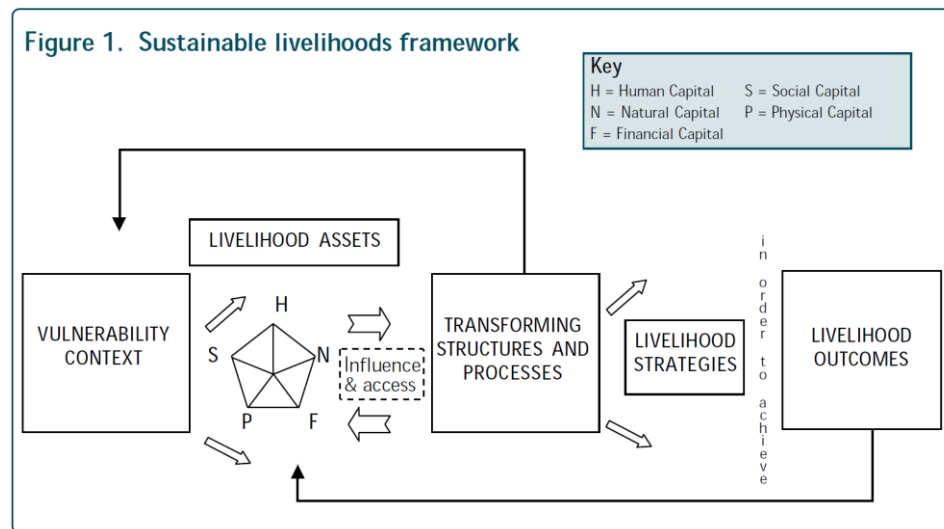 Figure 1. Sustainable livelihoods framework
Key
H = Human Capital S = Social Capital
N = Natural Capital P = Physical Capital
F = Financial Capital
LIVELIHOOD ASSETS
VULNERABILITY
CONTEXT
H
S
N
P
F
Influence
& access
TRANSFORMING
STRUCTURES AND
PROCESSES
LIVELIHOOD
STRATEGIES
in order to achieve
LIVELIHOOD
OUTCOMES